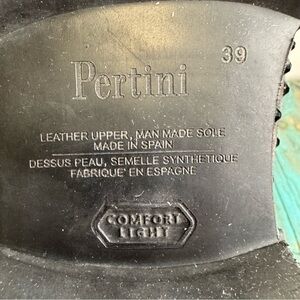 39
Pertini
LEATHER UPPER, MAN MADE SOLE
MADE IN SPAIN
DESSUS PEAU, SEMELLE SYNTHETIQUE
FABRIQUE' EN ESPAGNE
COMFORT
LIGHT